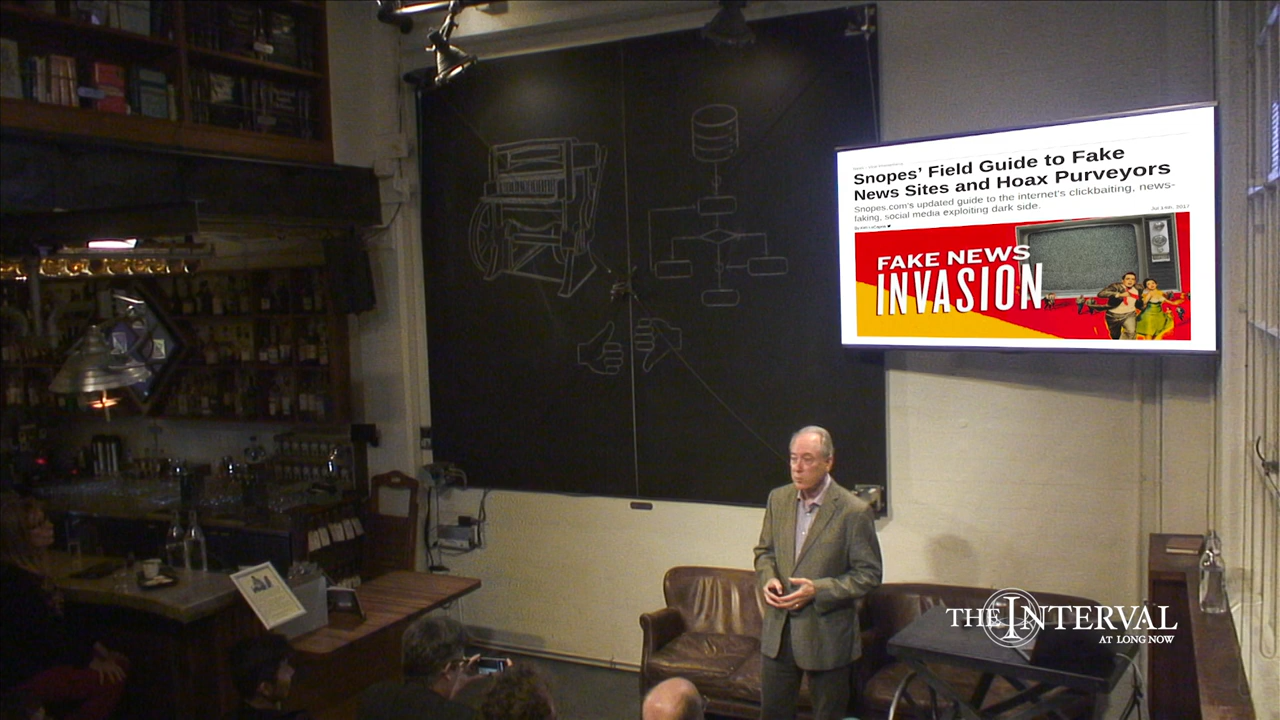 Snopes' Field Guide to Fake
News Sites and Hoax Purveyors
Snopes.com's updated guide to the internet's clickbaiting, news-
faking, social media exploiting dark side.
FAKE NEWS
INVASION
THE INTERVAL
AT LONG NOW